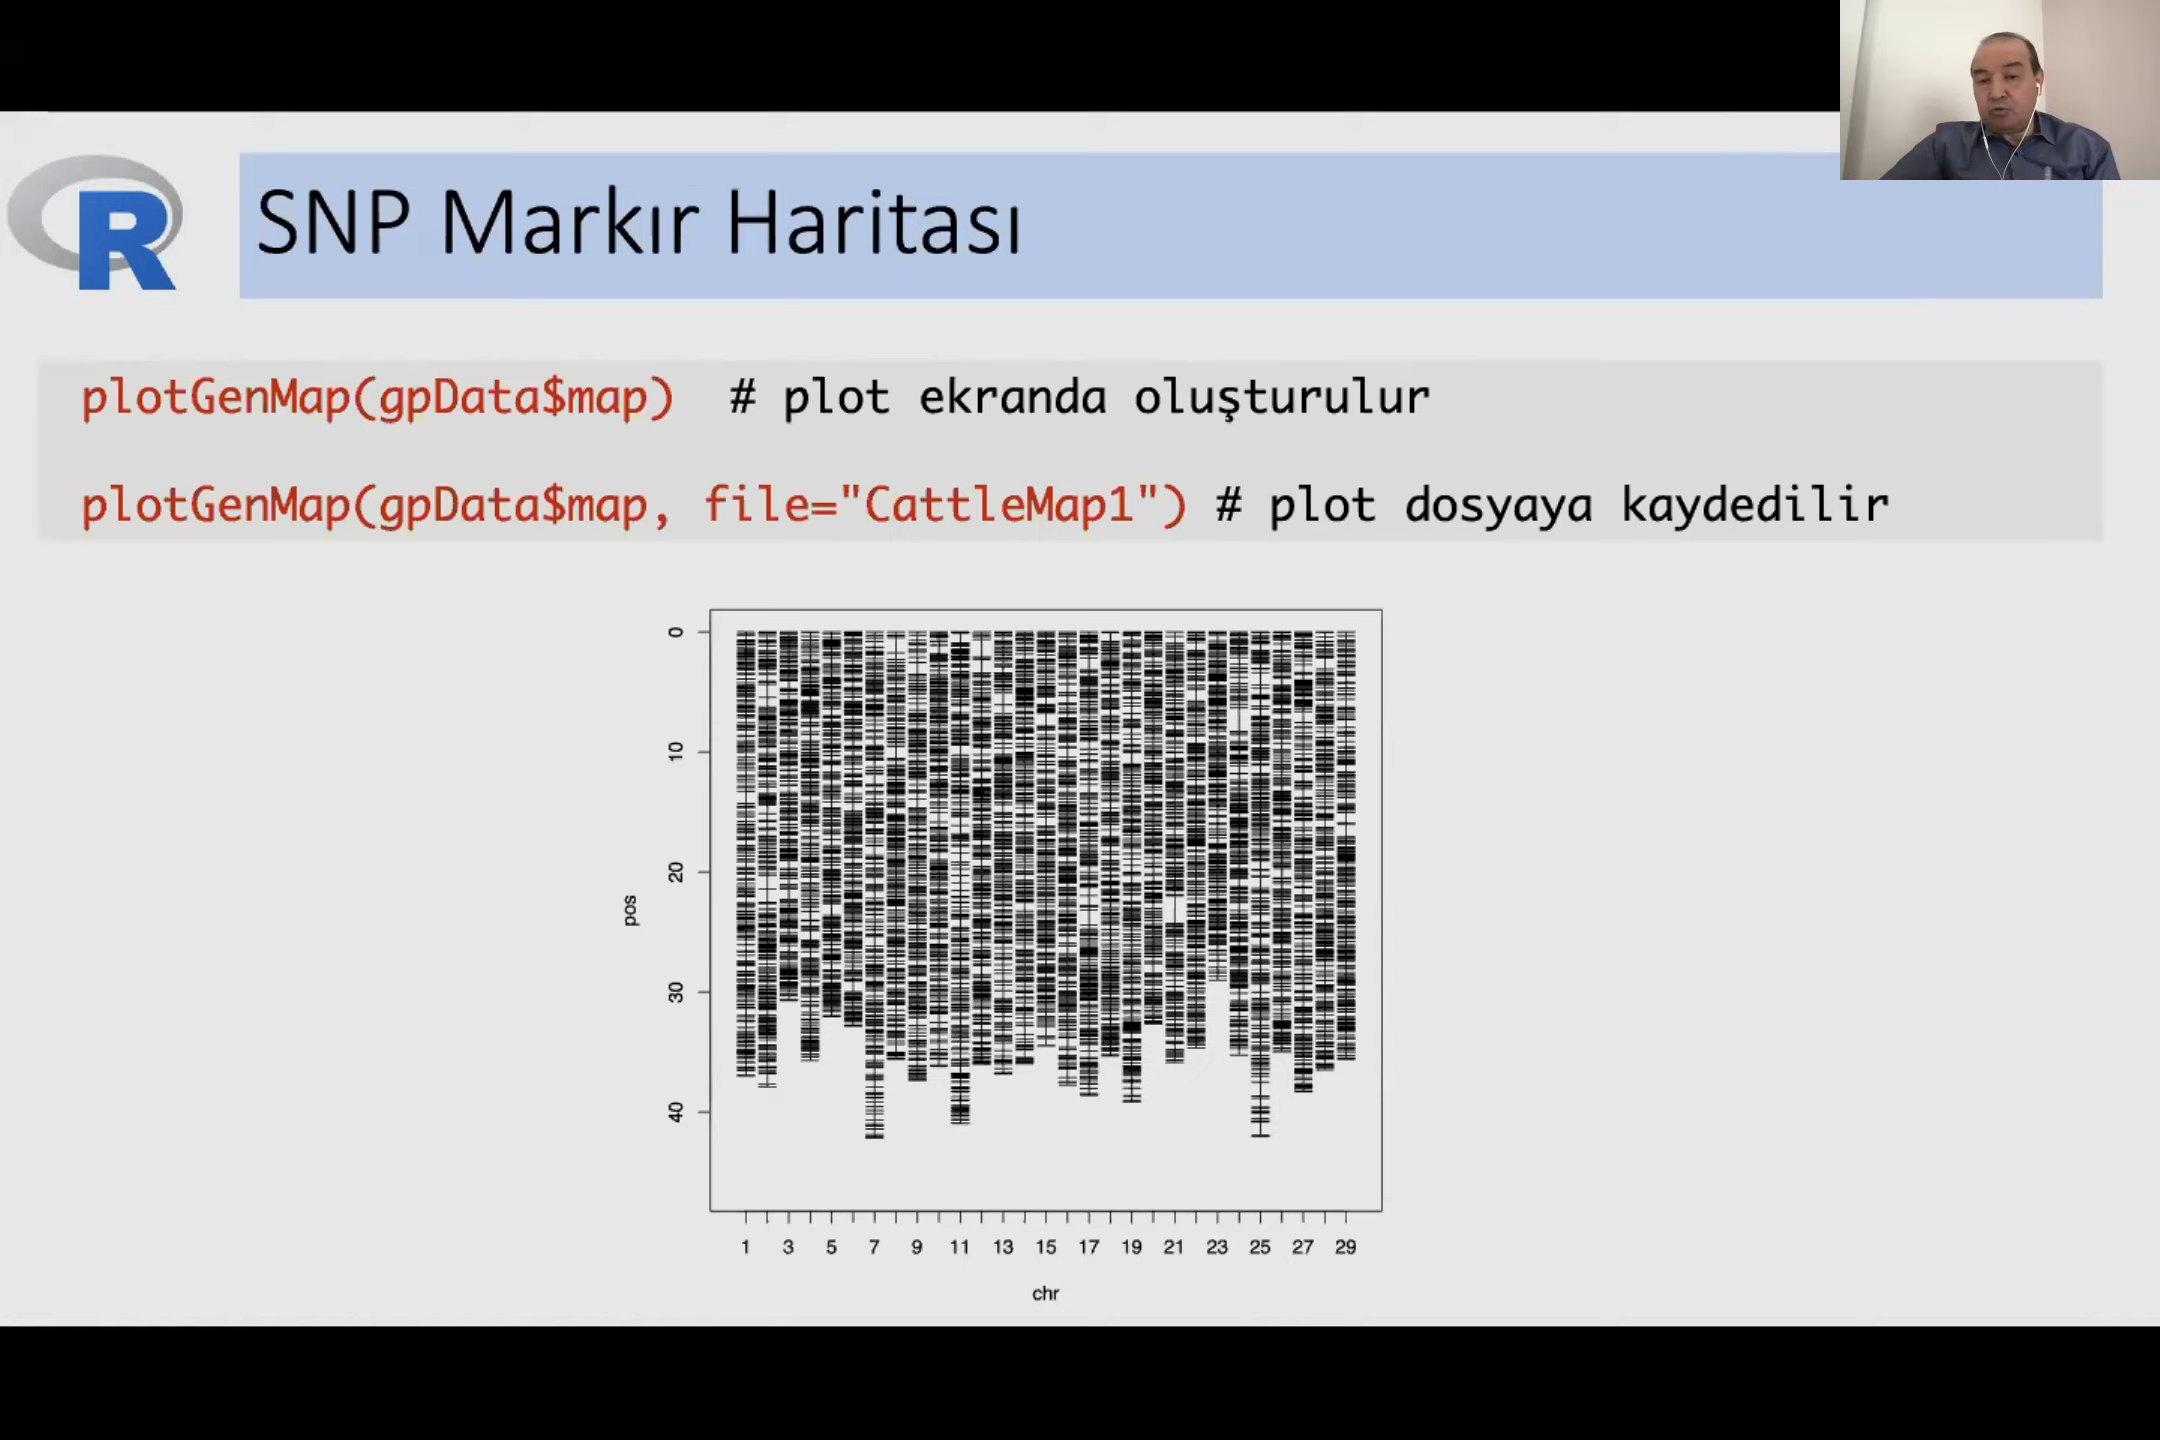 R
SNP Markır Haritası
plotGenMap(gpData$map) # plot ekranda oluşturulur
plotGenMap(gpData$map, file="CattleMap1") # plot dosyaya kaydedilir
0
10
20
30
40
pos
1 3 5 7 9 11 13 15 17 19 21 23 25 27 29
chr